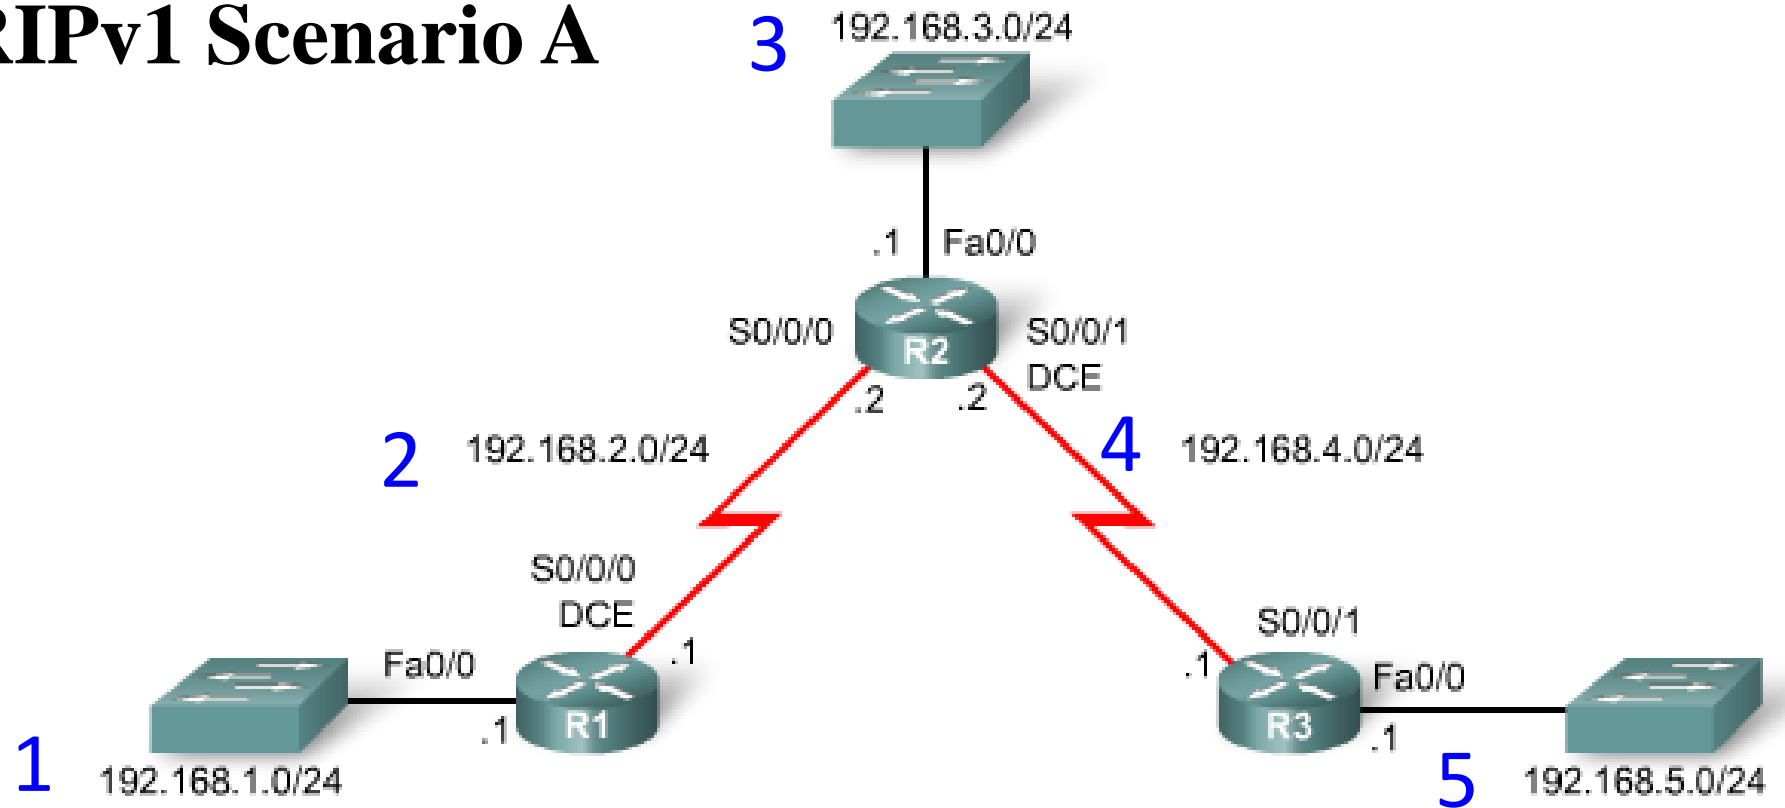 RIPv1 Scenario A
3
192.168.3.0/24
.1
Fa0/0
S0/0/0
R2
S0/0/1
DCE
.2
.2
2
192.168.2.0/24
4
192.168.4.0/24
S0/0/0
DCE
.1
Fa0/0
.1
R1
1
192.168.1.0/24
S0/0/1
.1
Fa0/0
R3
.1
5
192.168.5.0/24